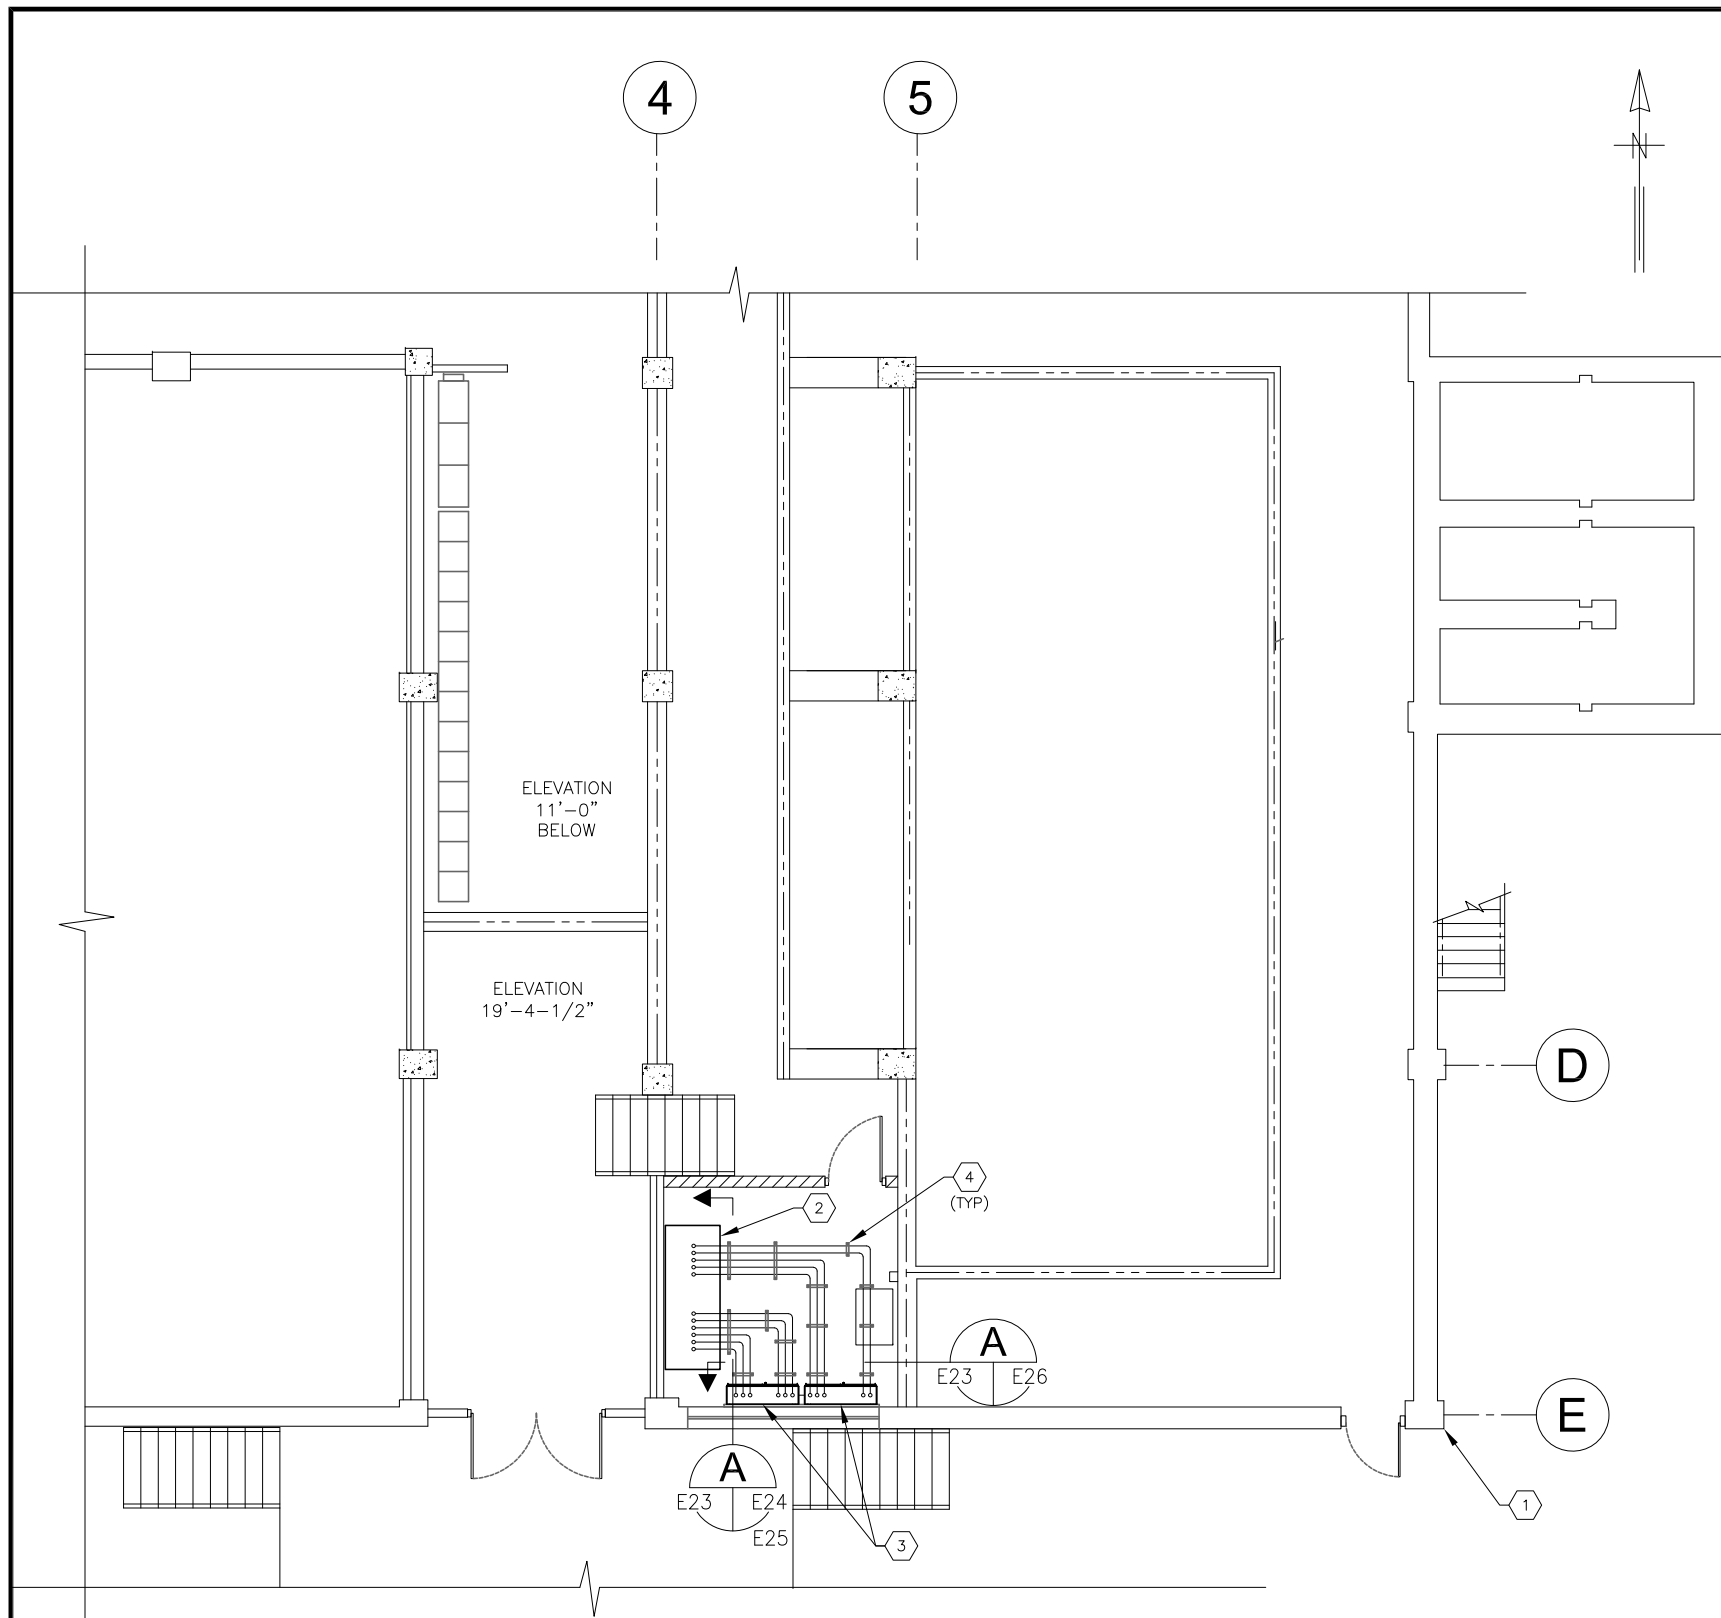 4
5
N
ELEVATION
11'-0"
BELOW
ELEVATION
19'-4-1/2"
D
4
(TYP)
2
A
E23
E26
E
A
E23
E24
E25
3
1